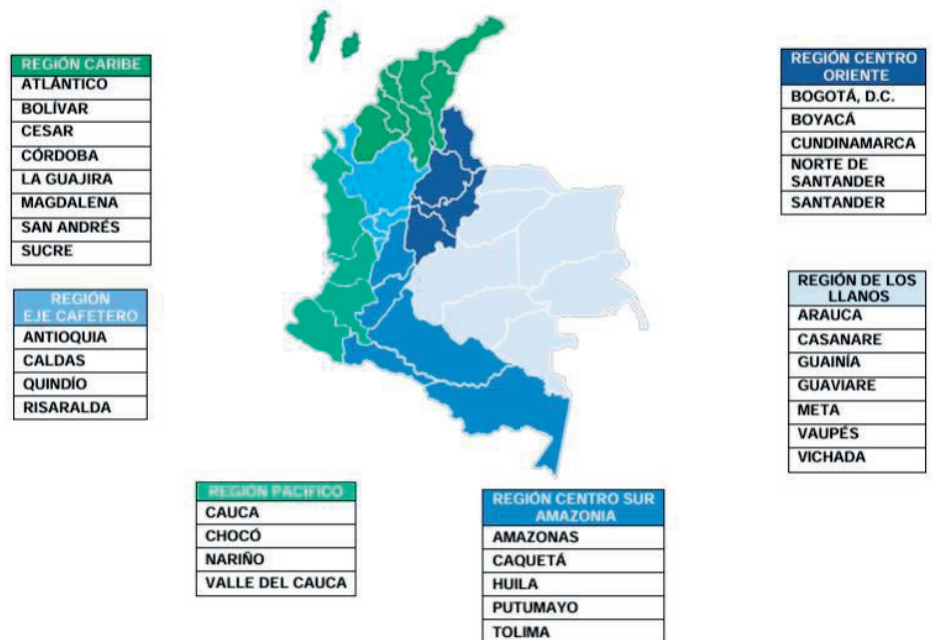 REGIÓN CARIBE
ATLÁNTICO
BOLÍVAR
CESAR
CÓRDOBA
LA GUAJIRA
MAGDALENA
SAN ANDRÉS
SUCRE
REGIÓN
EJE CAFETERO
ANTIOQUIA
CALDAS
QUINDÍO
RISARALDA
REGIÓN PACIFICO
CAUCA
CHOCÓ
NARIÑO
VALLE DEL CAUCA
REGIÓN CENTRO SUR
AMAZONIA
AMAZONAS
CAQUETÁ
HUILA
PUTUMAYO
TOLIMA
REGIÓN CENTRO
ORIENTE
BOGOTÁ, D.C.
BOYACÁ
CUNDINAMARCA
NORTE DE
SANTANDER
SANTANDER
REGIÓN DE LOS
LLANOS
ARAUCA
CASANARE
GUAINÍA
GUAVIARE
META
VAUPÉS
VICHADA